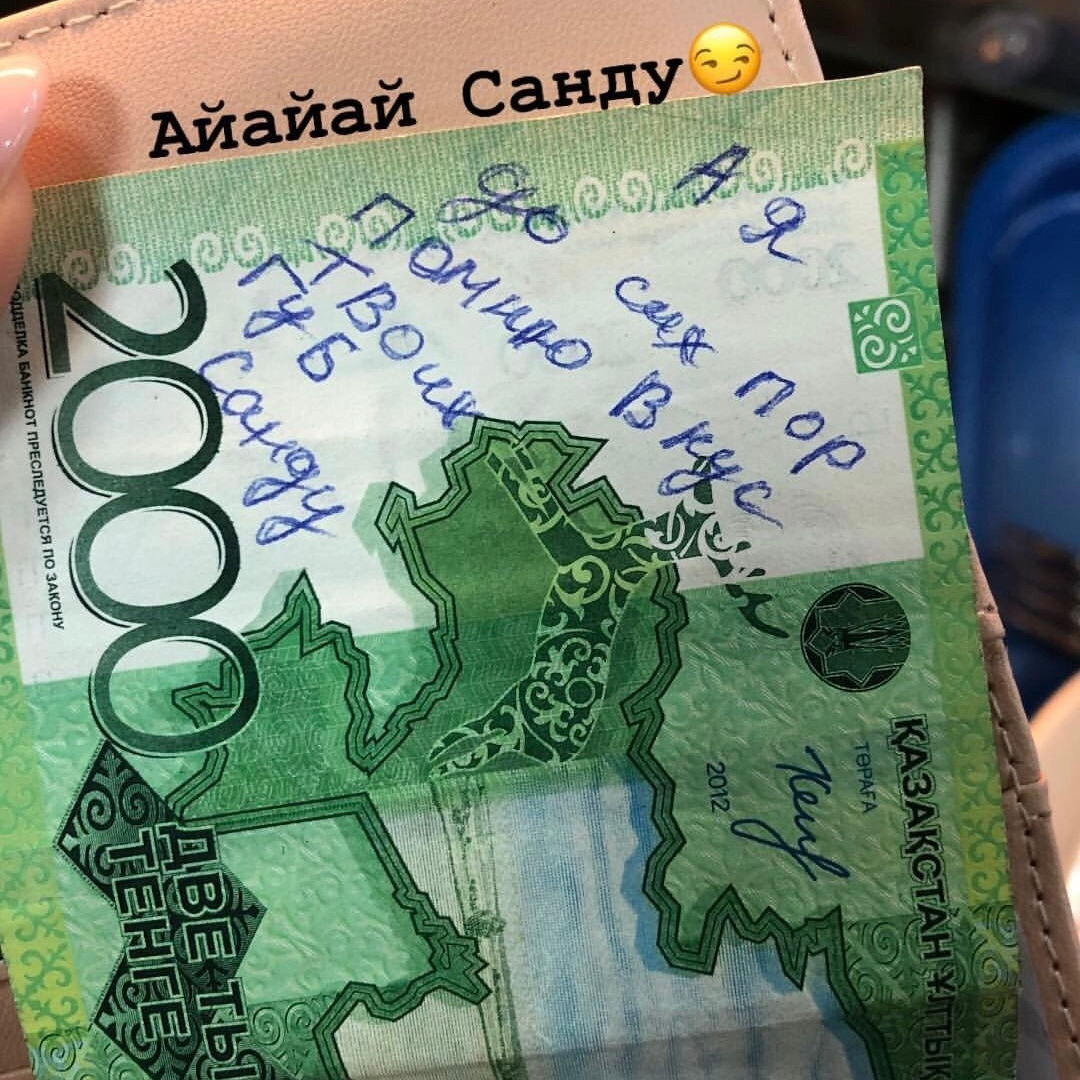 Айайай Санду😏
А я
до сих пор
помню вкус
твоих
губ
Санду
2000
ПОДДЕЛКА БАНКНОТ ПРЕСЛЕДУЕТСЯ ПО ЗАКОНУ
ДВЕ ТЫ
ТЕНГЕ
2012
ТӨРАҒА
ҚАЗАҚСТАН ҰЛТТЫҚ